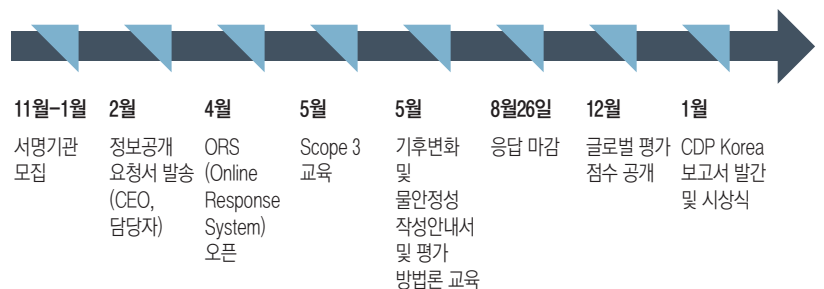 11월-1월
서명기관
모집
2월
정보공개
요청서 발송
(CEO,
담당자)
4월
ORS
(Online
Response
System)
오픈
5월
Scope 3
교육
5월
기후변화
및
물안정성
작성안내서
및 평가
방법론 교육
8월26일
응답 마감
12월
글로벌 평가
점수 공개
1월
CDP Korea
보고서 발간
및 시상식